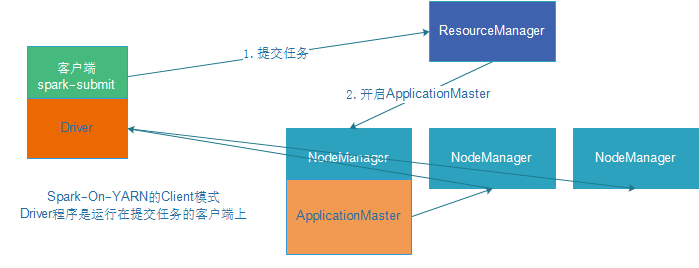 ResourceManager
1. 提交任务
客户端
spark-submit
2. 开启ApplicationMaster
Driver
NodeManager
NodeManager
NodeManager
Spark-On-YARN的Client模式
Driver程序是运行在提交任务的客户端上
ApplicationMaster